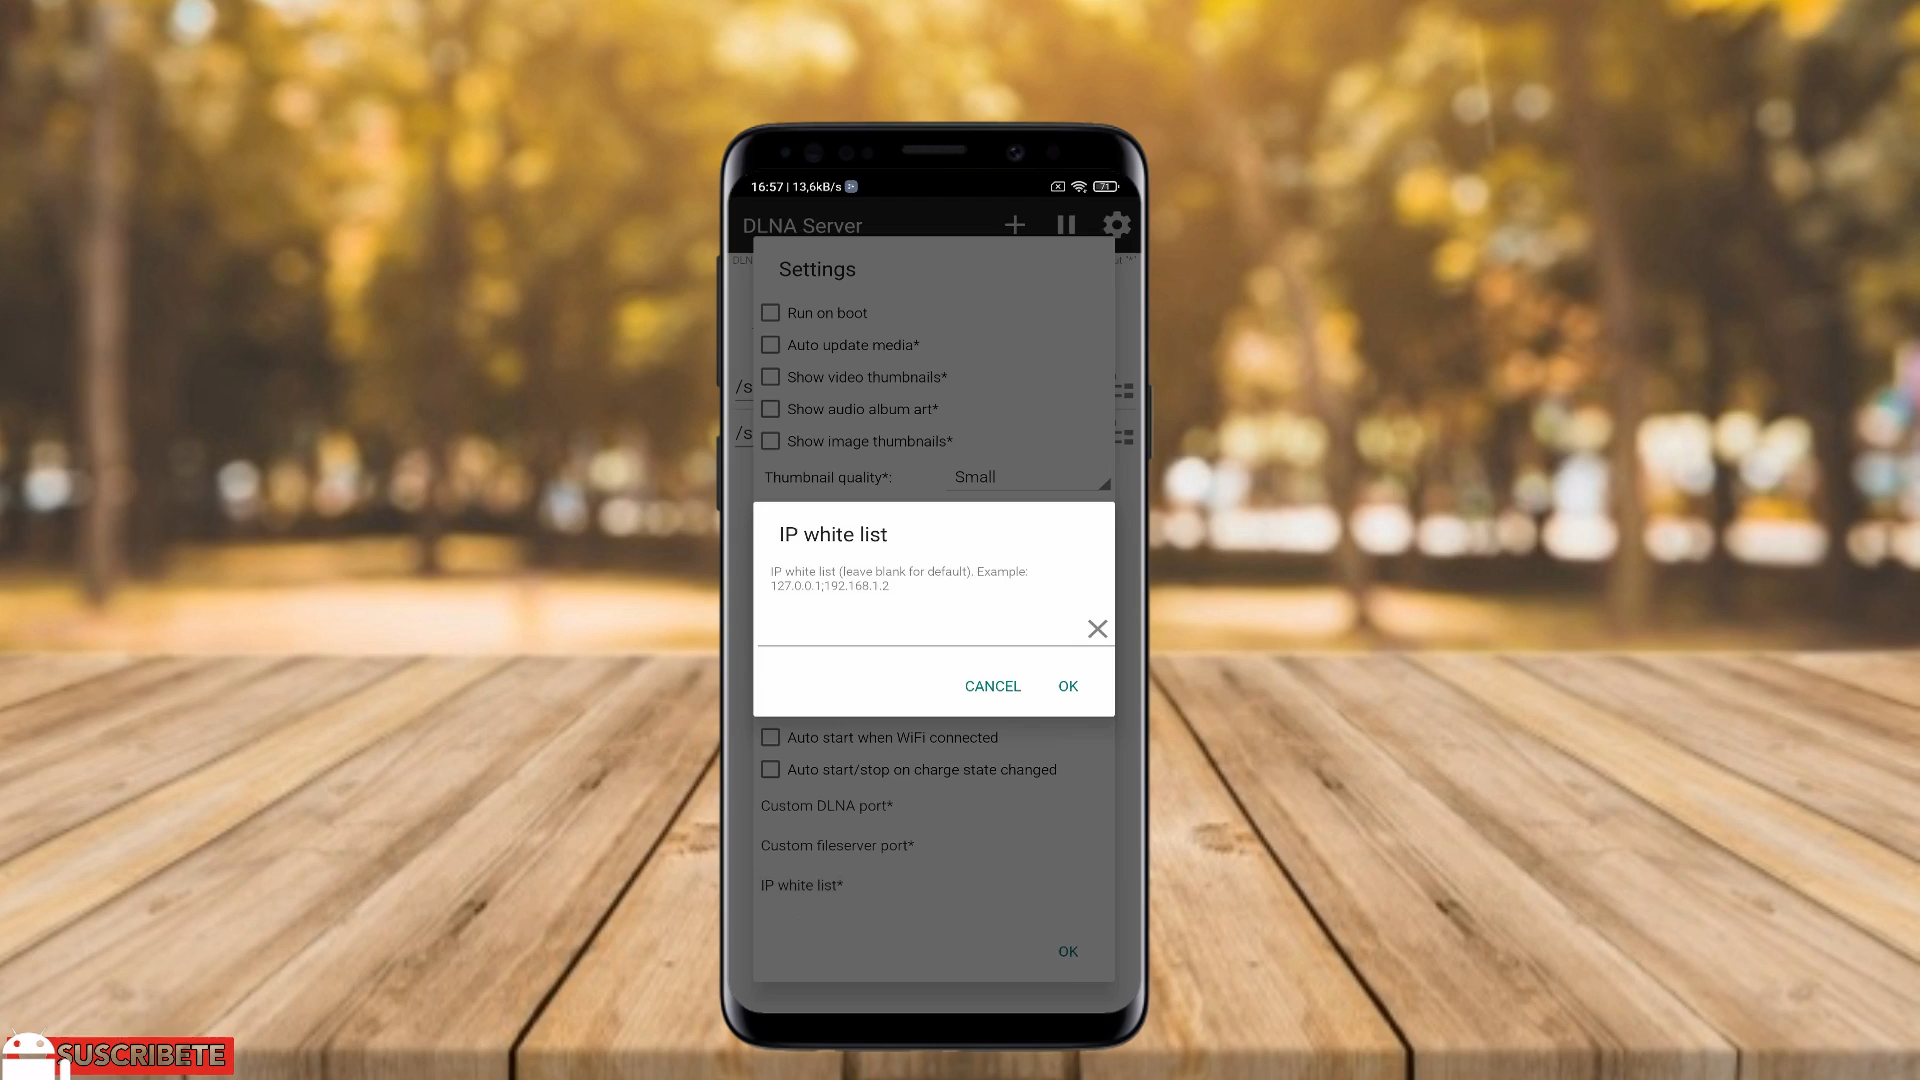 16:57 | 13,6kB/s
71
DLNA Server
DLN
Settings
Run on boot
Auto update media*
Show video thumbnails*
/s
Show audio album art*
/s
Show image thumbnails*
Thumbnail quality*: Small
IP white list
IP white list (leave blank for default). Example:
127.0.0.1;192.168.1.2
CANCEL OK
Auto start when WiFi connected
Auto start/stop on charge state changed
Custom DLNA port*
Custom fileserver port*
IP white list*
OK
SUSCRIBETE